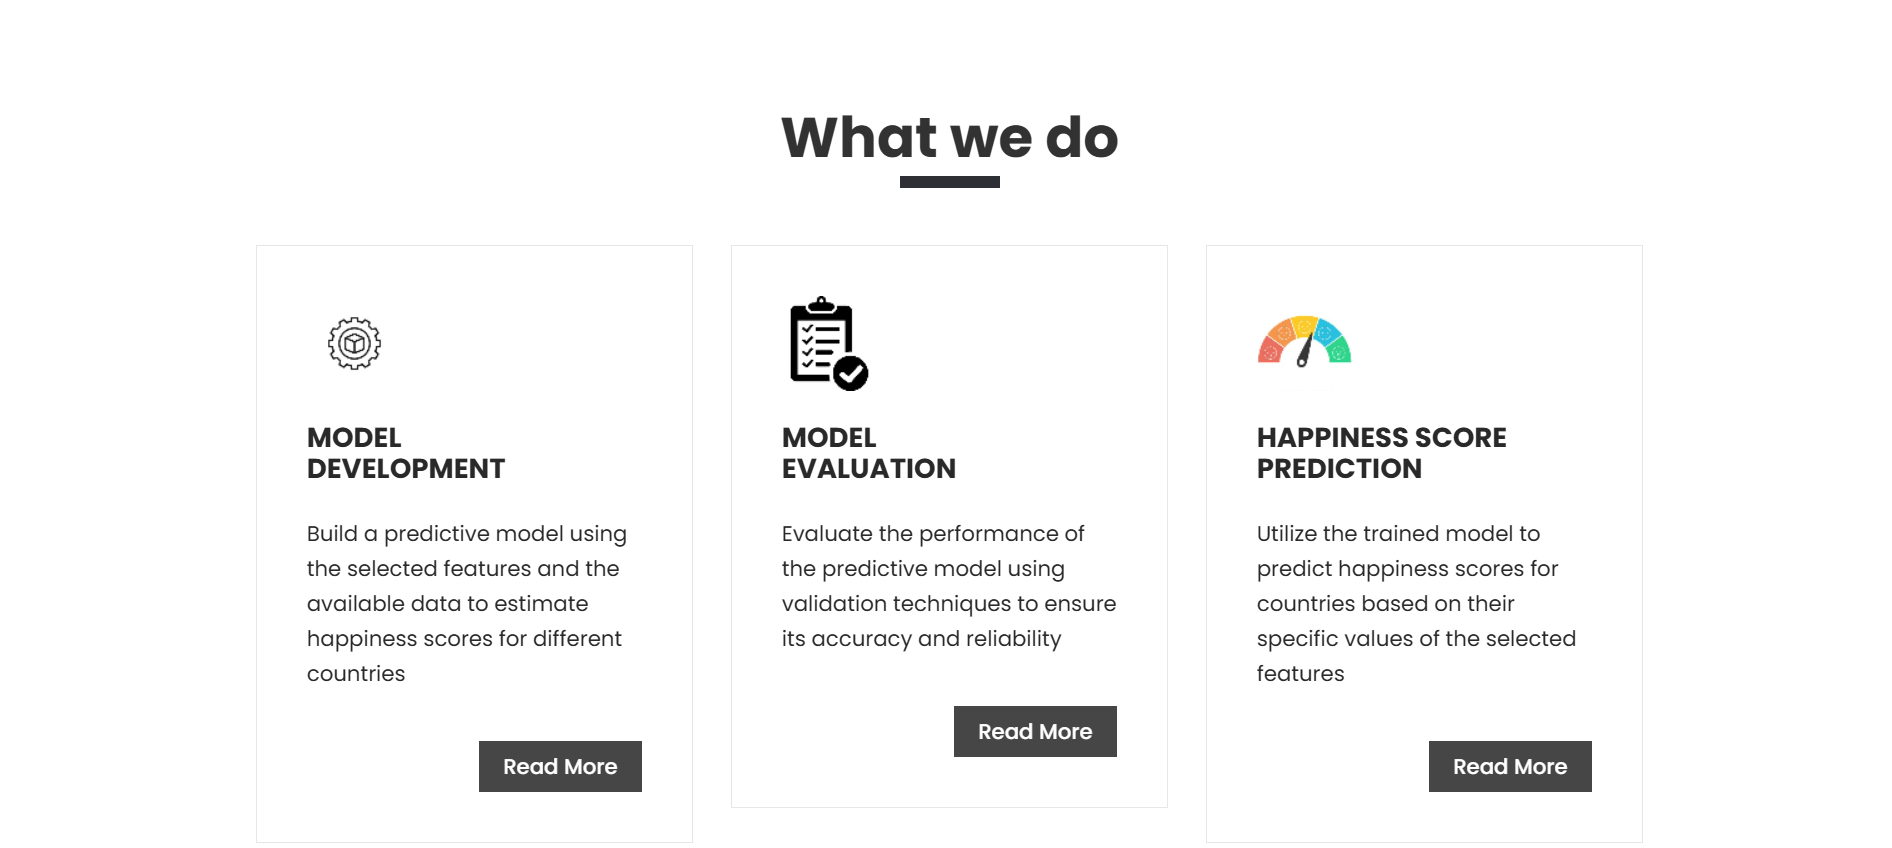 What we do
MODEL
DEVELOPMENT
Build a predictive model using
the selected features and the
available data to estimate
happiness scores for different
countries
Read More
MODEL
EVALUATION
Evaluate the performance of
the predictive model using
validation techniques to ensure
its accuracy and reliability
Read More
HAPPINESS SCORE
PREDICTION
Utilize the trained model to
predict happiness scores for
countries based on their
specific values of the selected
features
Read More